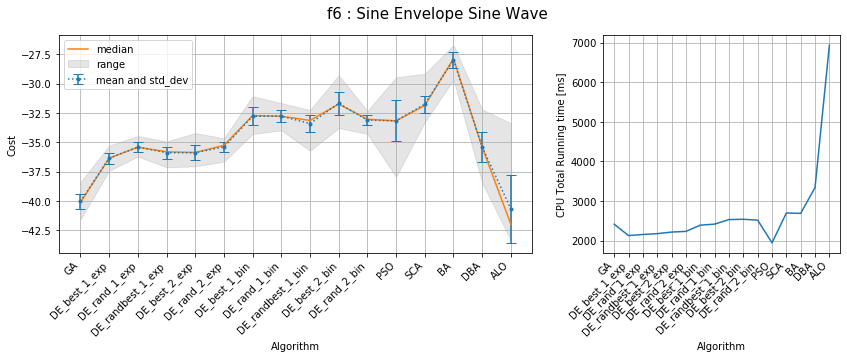 f6 : Sine Envelope Sine Wave
median
range
mean and std_dev
Cost
−27.5
−30.0
−32.5
−35.0
−37.5
−40.0
−42.5
GA
DE_best_1_exp
DE_rand_1_exp
DE_randbest_1_exp
DE_best_2_exp
DE_rand_2_exp
DE_best_1_bin
DE_rand_1_bin
DE_randbest_1_bin
DE_best_2_bin
DE_rand_2_bin
PSO
SCA
BA
DBA
ALO
Algorithm
CPU Total Running time [ms]
7000
6000
5000
4000
3000
2000
GA
DE_best_1_exp
DE_rand_1_exp
DE_randbest_1_exp
DE_best_2_exp
DE_rand_2_exp
DE_best_1_bin
DE_rand_1_bin
DE_randbest_1_bin
DE_best_2_bin
DE_rand_2_bin
PSO
SCA
BA
DBA
ALO
Algorithm